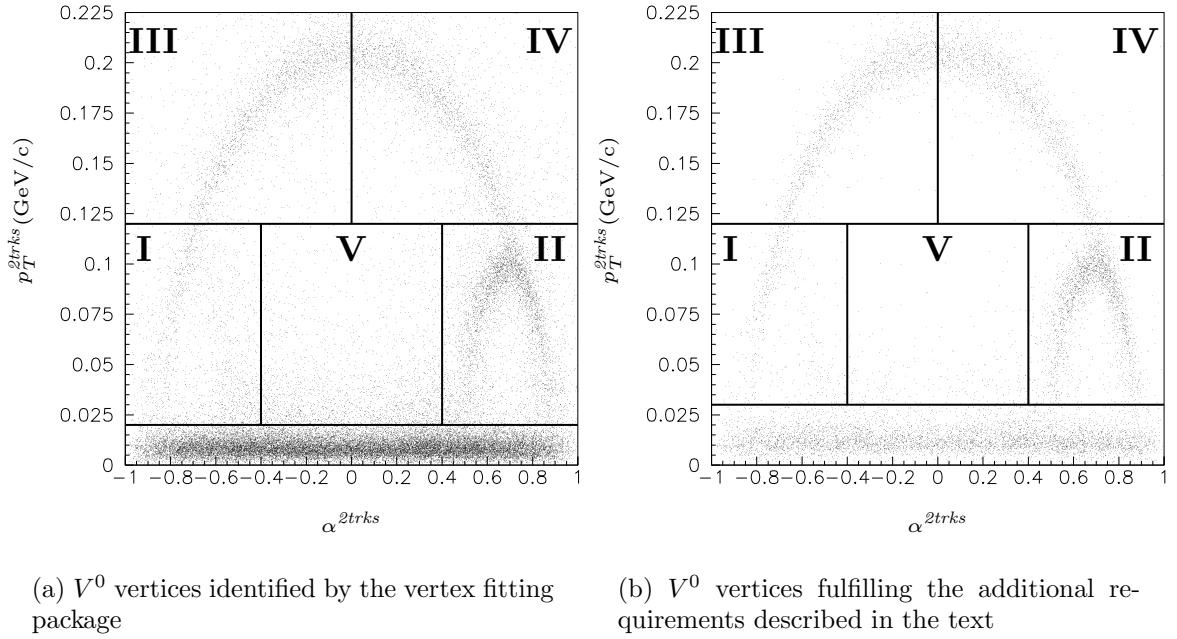 0.225
0.2
0.175
0.15
0.125
0.1
0.075
0.05
0.025
0
III
IV
I
V
II
p_T^{2trks} (GeV/c)
-1 -0.8 -0.6 -0.4 -0.2 0 0.2 0.4 0.6 0.8 1
α^{2trks}
(a) V^0 vertices identified by the vertex fitting
package
0.225
0.2
0.175
0.15
0.125
0.1
0.075
0.05
0.025
0
III
IV
I
V
II
p_T^{2trks} (GeV/c)
-1 -0.8 -0.6 -0.4 -0.2 0 0.2 0.4 0.6 0.8 1
α^{2trks}
(b) V^0 vertices fulfilling the additional re-
quirements described in the text